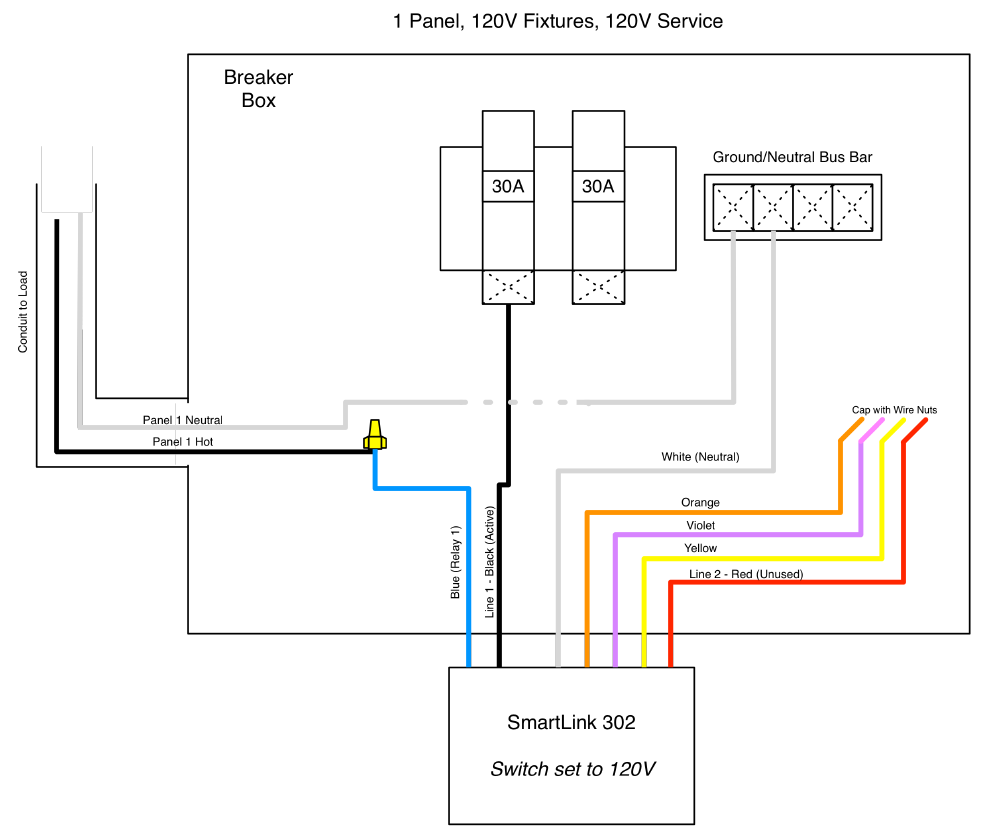 1 Panel, 120V Fixtures, 120V Service
Breaker
Box
Ground/Neutral Bus Bar
30A
30A
Conduit to Load
Panel 1 Neutral
Panel 1 Hot
Cap with Wire Nuts
White (Neutral)
Orange
Violet
Yellow
Line 2 - Red (Unused)
Blue (Relay 1)
Line 1 - Black (Active)
SmartLink 302
Switch set to 120V